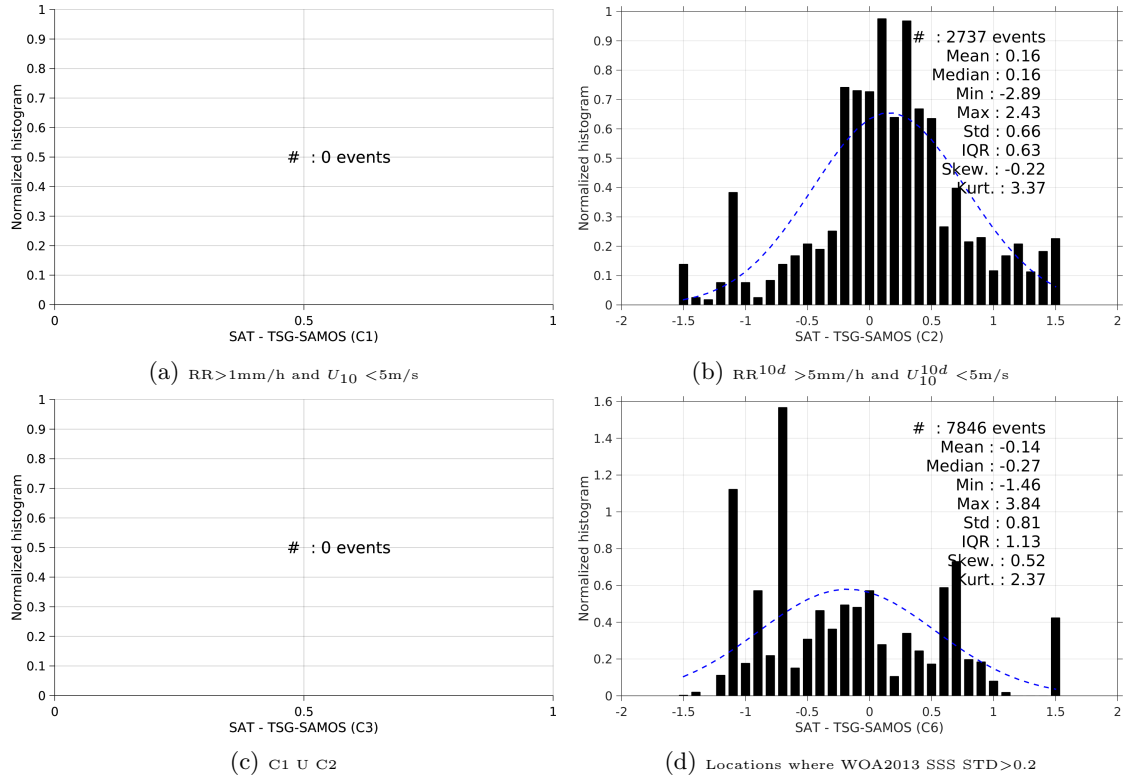 1
0.9
0.8
0.7
0.6
0.5
0.4
0.3
0.2
0.1
0
Normalized histogram
# : 0 events
0 0.5 1
SAT - TSG-SAMOS (C1)
(a) RR>1mm/h and U10 <5m/s
1
0.9
0.8
0.7
0.6
0.5
0.4
0.3
0.2
0.1
0
Normalized histogram
# : 2737 events
Mean : 0.16
Median : 0.16
Min : -2.89
Max : 2.43
Std : 0.66
IQR : 0.63
Skew. : -0.22
Kurt. : 3.37
-2 -1.5 -1 -0.5 0 0.5 1 1.5 2
SAT - TSG-SAMOS (C2)
(b) RR10d >5mm/h and U10d10 <5m/s
1
0.9
0.8
0.7
0.6
0.5
0.4
0.3
0.2
0.1
0
Normalized histogram
# : 0 events
0 0.5 1
SAT - TSG-SAMOS (C3)
(c) C1 U C2
1.6
1.4
1.2
1
0.8
0.6
0.4
0.2
0
Normalized histogram
# : 7846 events
Mean : -0.14
Median : -0.27
Min : -1.46
Max : 3.84
Std : 0.81
IQR : 1.13
Skew. : 0.52
Kurt. : 2.37
-2 -1.5 -1 -0.5 0 0.5 1 1.5 2
SAT - TSG-SAMOS (C6)
(d) Locations where WOA2013 SSS STD>0.2